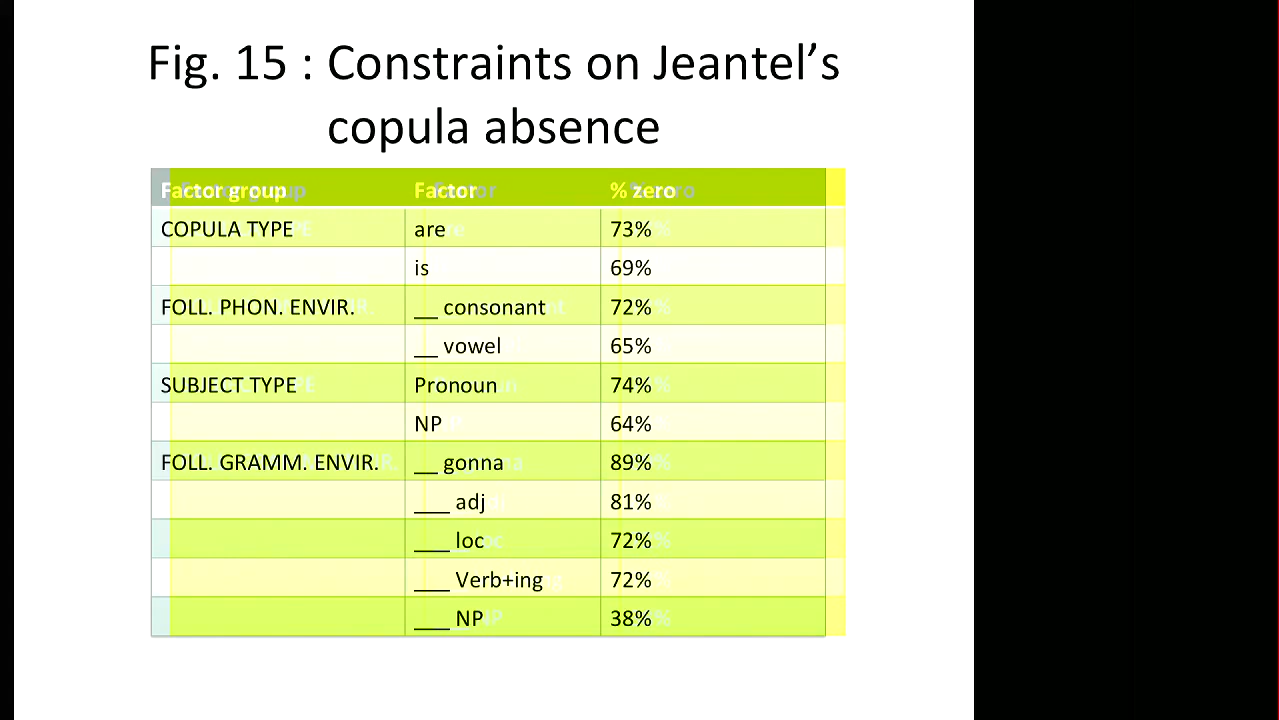 Fig. 15 : Constraints on Jeantel’s
copula absence
Factor group Factor % zero
COPULA TYPE are 73%
is 69%
FOLL. PHON. ENVIR. __ consonant 72%
__ vowel 65%
SUBJECT TYPE Pronoun 74%
NP 64%
FOLL. GRAMM. ENVIR. __ gonna 89%
___ adj 81%
___ loc 72%
___ Verb+ing 72%
___ NP 38%